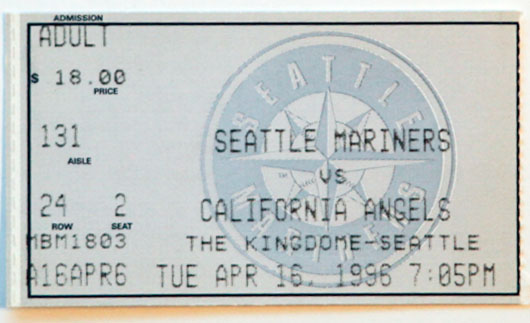 ADMISSION
ADULT
$ 18.00
PRICE
131
AISLE
24 2
ROW SEAT
MBM1803
A16APR6
SEATTLE
MARINERS
SEATTLE MARINERS
VS
CALIFORNIA ANGELS
THE KINGDOME-SEATTLE
TUE APR 16, 1996 7:05PM